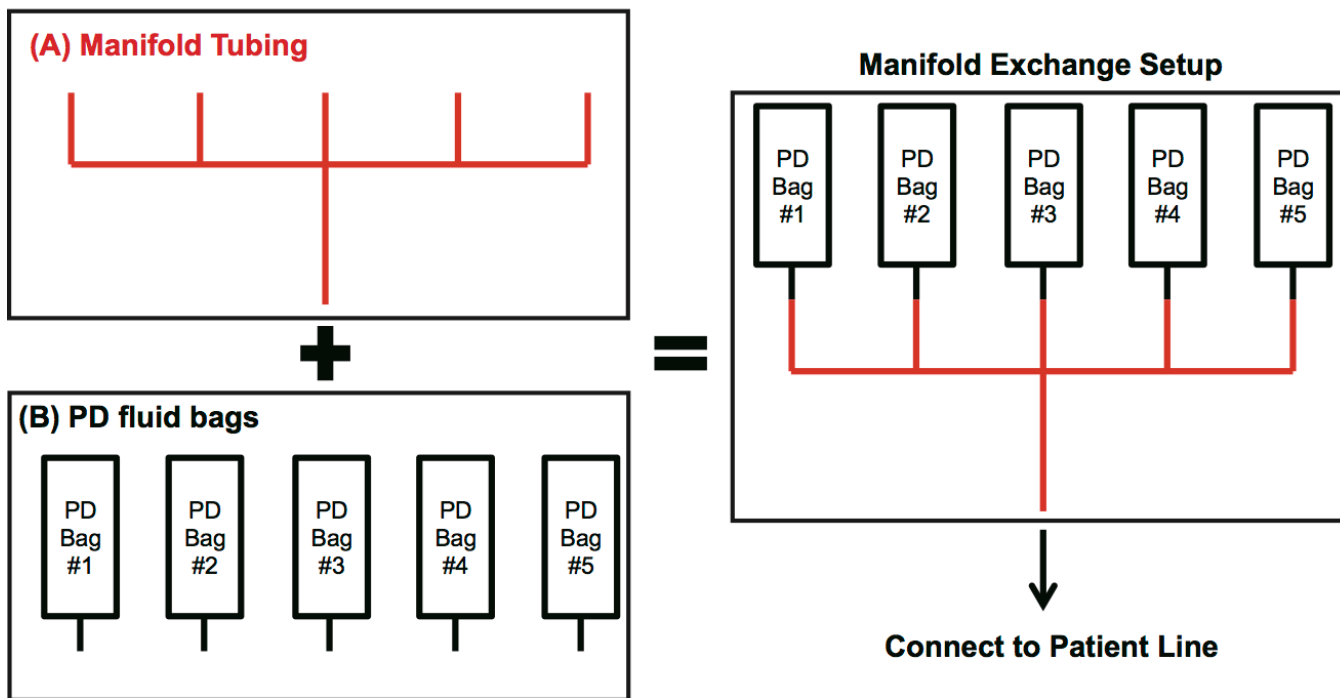 (A) Manifold Tubing
(B) PD fluid bags
PD
Bag
#1
PD
Bag
#2
PD
Bag
#3
PD
Bag
#4
PD
Bag
#5
Manifold Exchange Setup
PD
Bag
#1
PD
Bag
#2
PD
Bag
#3
PD
Bag
#4
PD
Bag
#5
Connect to Patient Line